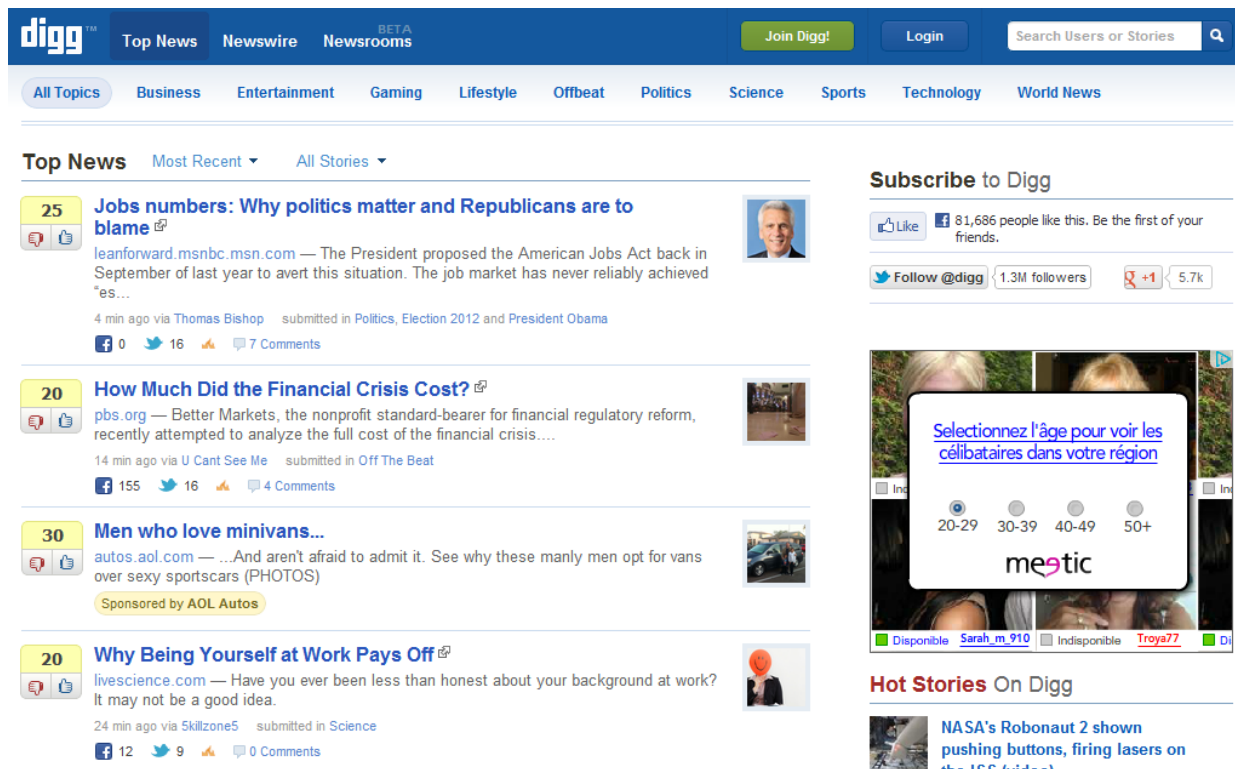 digg™
Top News
Newswire
BETA
Newsrooms
Join Digg!
Login
Search Users or Stories
All Topics
Business
Entertainment
Gaming
Lifestyle
Offbeat
Politics
Science
Sports
Technology
World News
Top News
Most Recent
All Stories
25
Jobs numbers: Why politics matter and Republicans are to
blame
leanforward.msnbc.msn.com — The President proposed the American Jobs Act back in
September of last year to avert this situation. The job market has never reliably achieved
“es...
4 min ago via Thomas Bishop submitted in Politics, Election 2012 and President Obama
0 16 7 Comments
20
How Much Did the Financial Crisis Cost?
pbs.org — Better Markets, the nonprofit standard-bearer for financial regulatory reform,
recently attempted to analyze the full cost of the financial crisis....
14 min ago via U Cant See Me submitted in Off The Beat
155 16 4 Comments
30
Men who love minivans...
autos.aol.com — ...And aren't afraid to admit it. See why these manly men opt for vans
over sexy sportscars (PHOTOS)
Sponsored by AOL Autos
20
Why Being Yourself at Work Pays Off
livescience.com — Have you ever been less than honest about your background at work?
It may not be a good idea.
24 min ago via 5killzone5 submitted in Science
12 9 0 Comments
Subscribe to Digg
Like
81,686 people like this. Be the first of your
friends.
Follow @digg 1.3M followers
+1 5.7k
Selectionnez l'âge pour voir les
célibataires dans votre région
20-29 30-39 40-49 50+
meetic
Disponible Sarah_m_910 Indisponible Troya77 Di
Hot Stories On Digg
NASA's Robonaut 2 shown
pushing buttons, firing lasers on
the ISS (video)